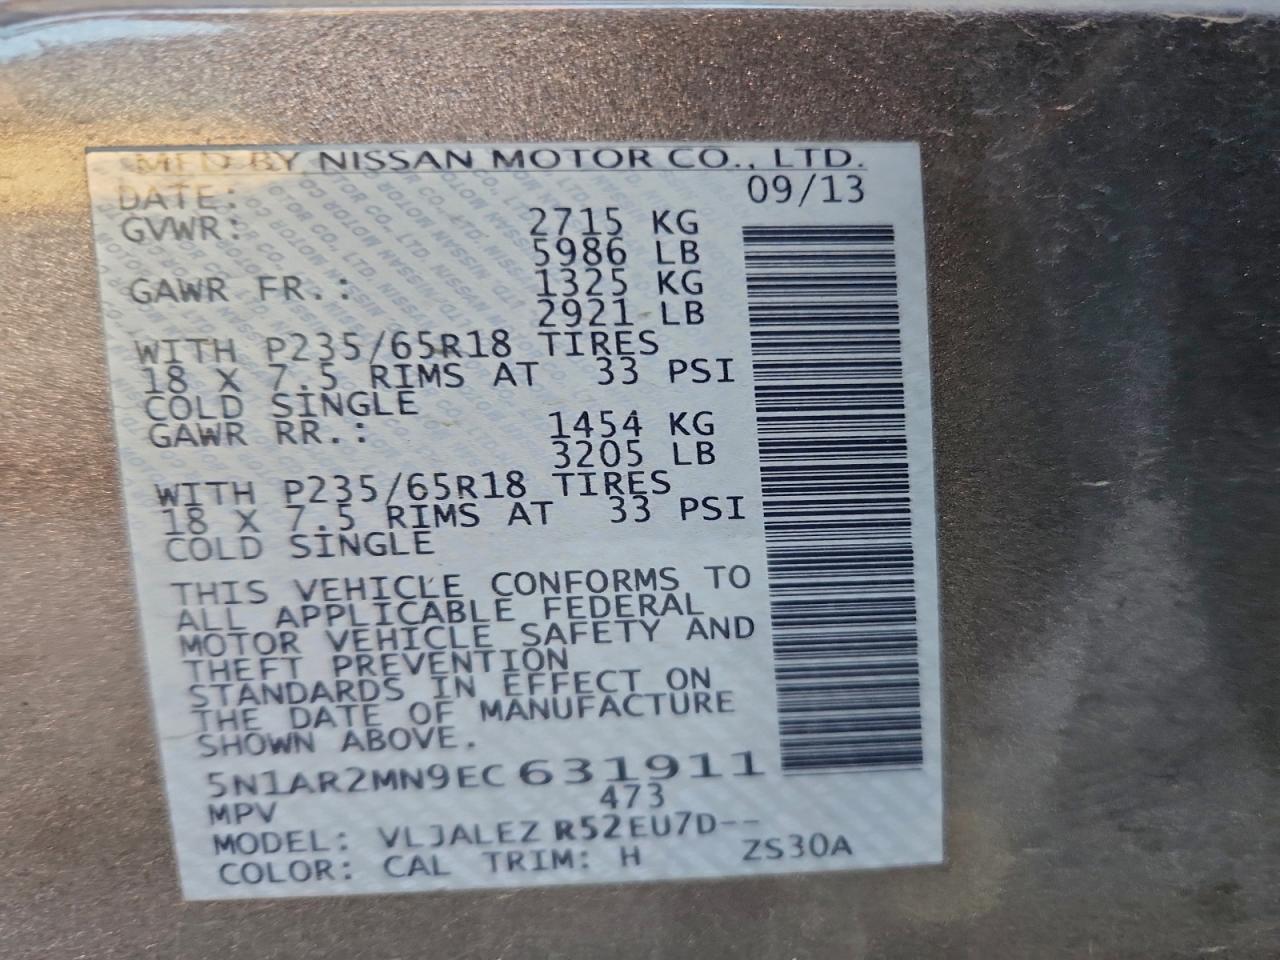 MFD BY NISSAN MOTOR CO., LTD.
DATE: 09/13
GVWR: 2715 KG
5986 LB
GAWR FR.: 1325 KG
2921 LB
WITH P235/65R18 TIRES
18 X 7.5 RIMS AT 33 PSI
COLD SINGLE
GAWR RR.: 1454 KG
3205 LB
WITH P235/65R18 TIRES
18 X 7.5 RIMS AT 33 PSI
COLD SINGLE
THIS VEHICLE CONFORMS TO
ALL APPLICABLE FEDERAL
MOTOR VEHICLE SAFETY AND
THEFT PREVENTION
STANDARDS IN EFFECT ON
THE DATE OF MANUFACTURE
SHOWN ABOVE.
5N1AR2MN9EC631911
MPV 473
MODEL: VLJALEZ R52EU7D--
COLOR: CAL TRIM: H ZS30A